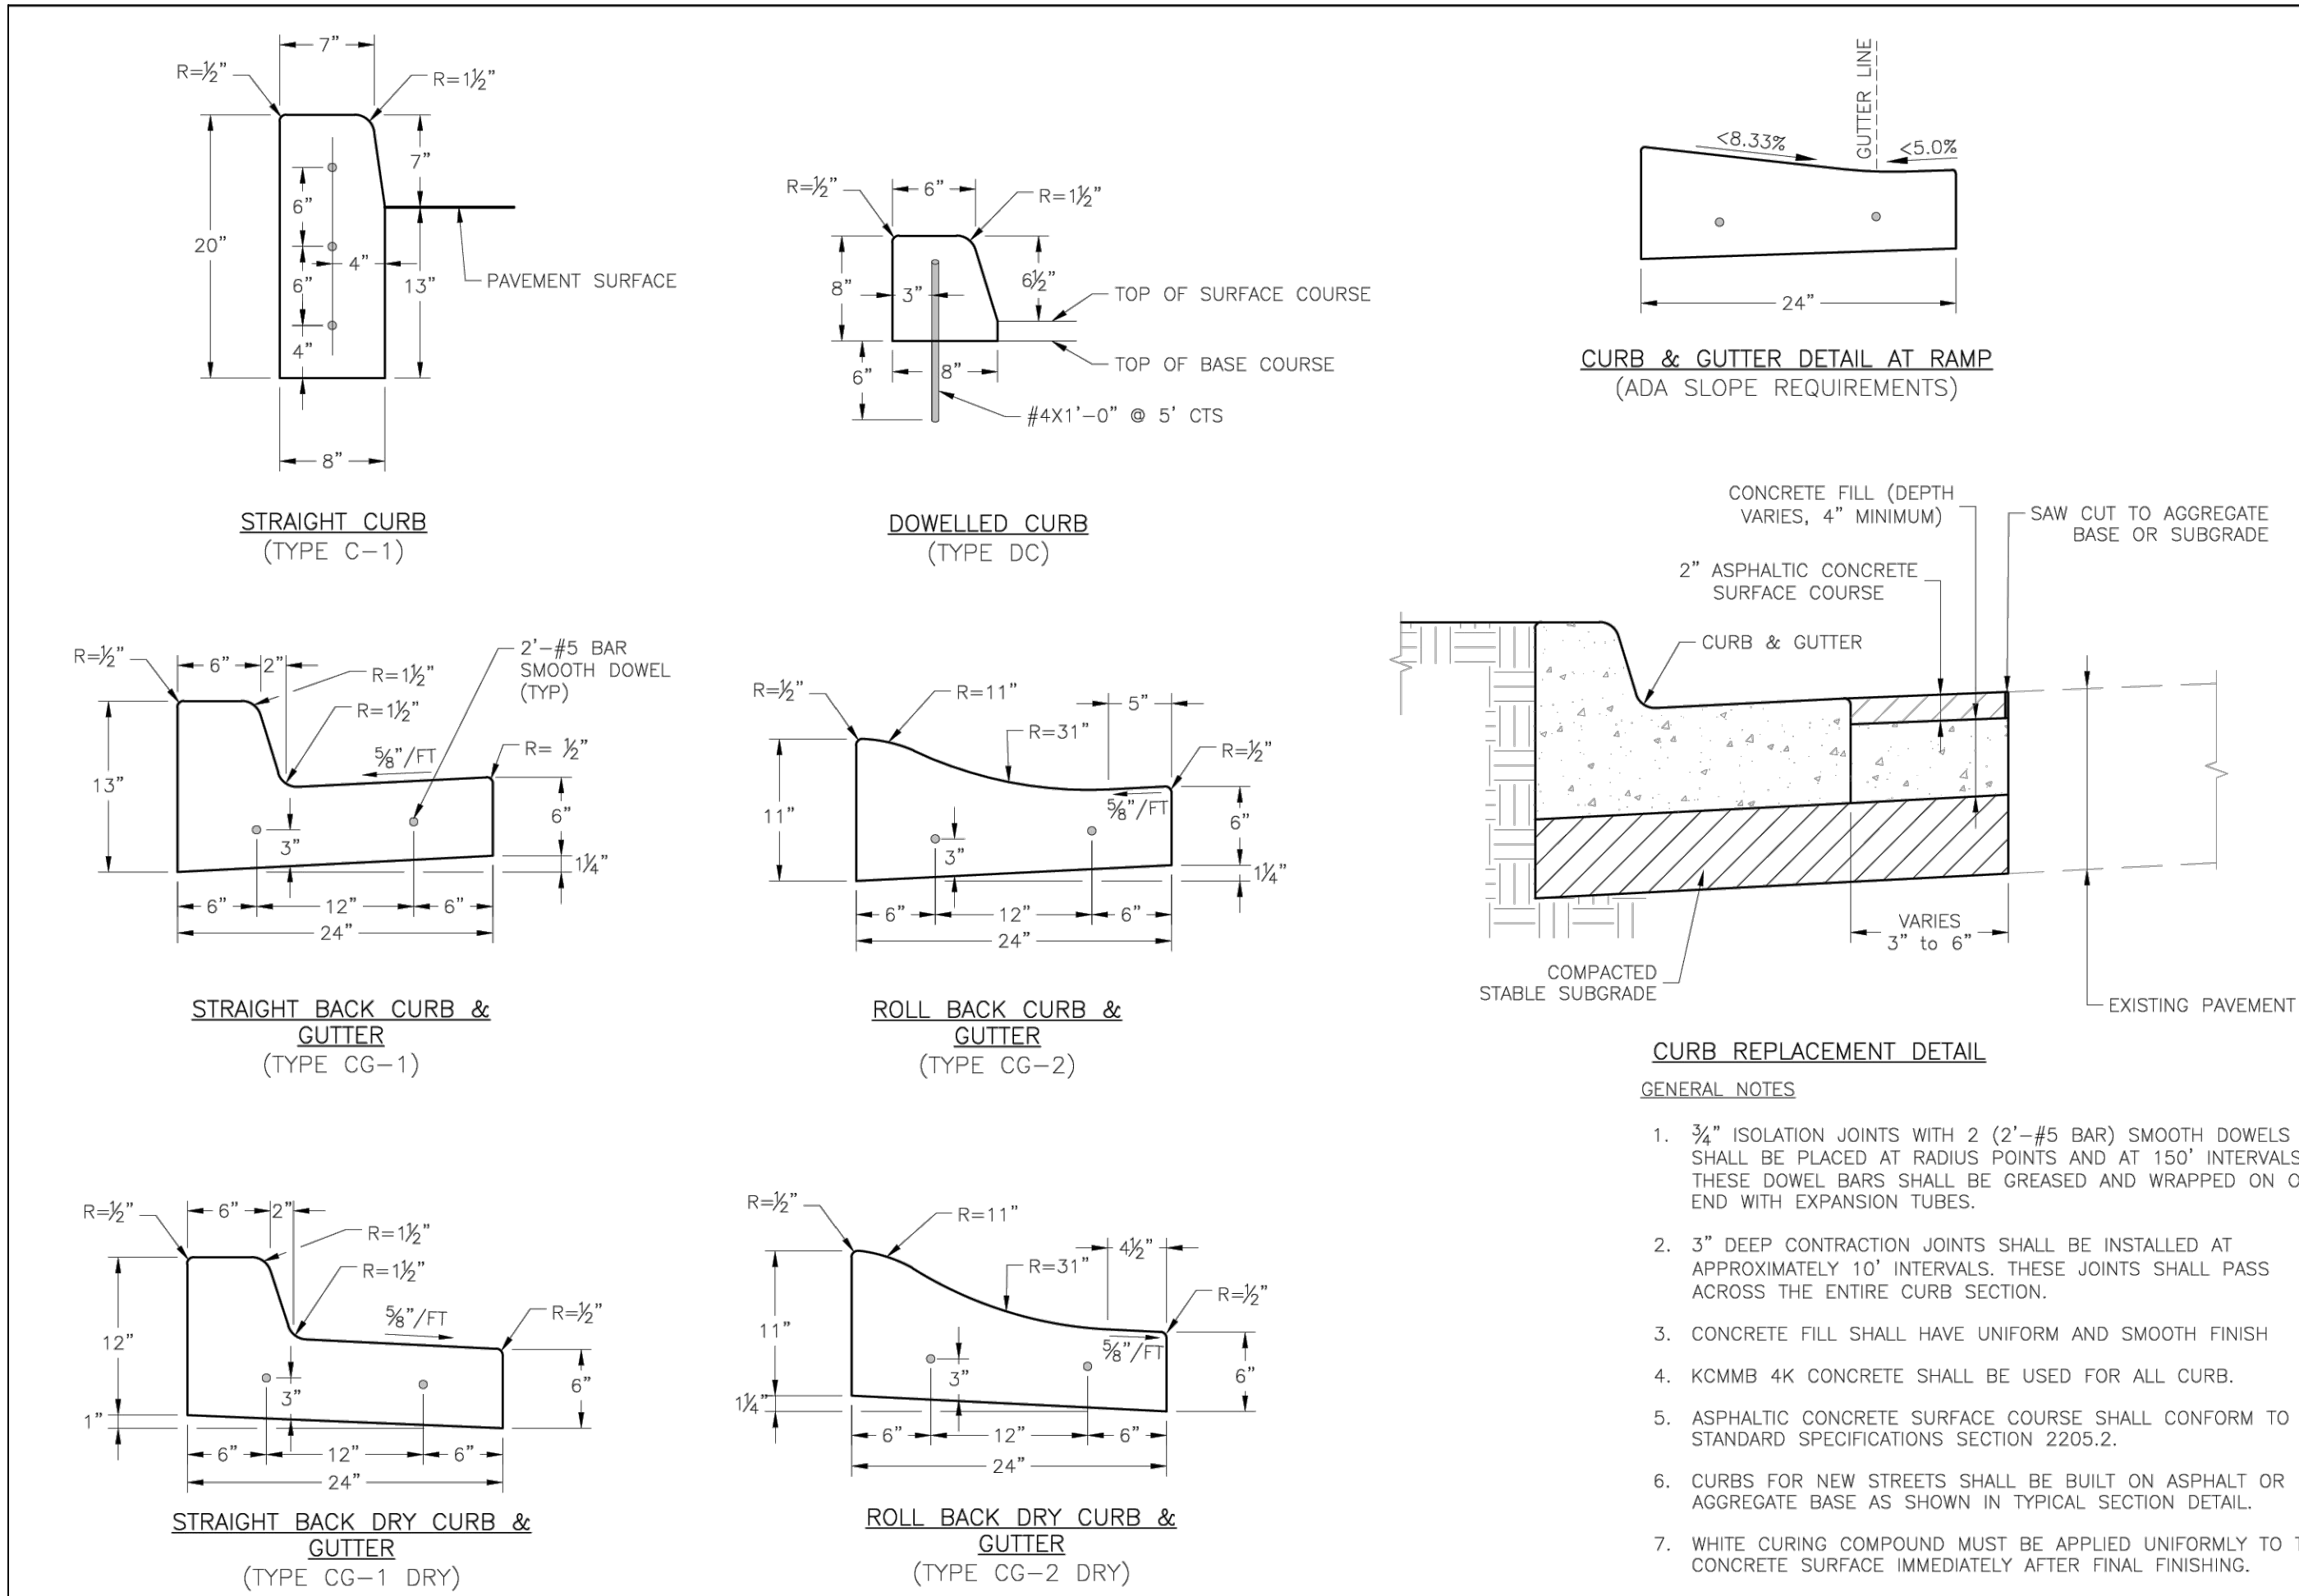 7”
R=½”
R=1½”
7”
20”
6”
4”
6”
13”
4”
8”
PAVEMENT SURFACE
STRAIGHT CURB
(TYPE C-1)
R=½”
6”
R=1½”
8”
3”
6½”
TOP OF SURFACE COURSE
6”
8”
TOP OF BASE COURSE
#4X1’-0” @ 5’ CTS
DOWELLED CURB
(TYPE DC)
GUTTER LINE
<8.33%
<5.0%
24”
CURB & GUTTER DETAIL AT RAMP
(ADA SLOPE REQUIREMENTS)
R=½”
6”
2”
R=1½”
R=1½”
2’-#5 BAR
SMOOTH DOWEL
(TYP)
⅝”/FT
R= ½”
13”
3”
6”
1¼”
6”
12”
6”
24”
STRAIGHT BACK CURB &
GUTTER
(TYPE CG-1)
R=½”
R=11”
5”
R=31”
R=½”
11”
⅝”/FT
3”
6”
1¼”
6”
12”
6”
24”
ROLL BACK CURB &
GUTTER
(TYPE CG-2)
CONCRETE FILL (DEPTH
VARIES, 4” MINIMUM)
SAW CUT TO AGGREGATE
BASE OR SUBGRADE
2” ASPHALTIC CONCRETE
SURFACE COURSE
CURB & GUTTER
VARIES
3” to 6”
COMPACTED
STABLE SUBGRADE
EXISTING PAVEMENT
CURB REPLACEMENT DETAIL
R=½”
6”
2”
R=1½”
R=1½”
⅝”/FT
R=½”
12”
3”
6”
1”
6”
12”
6”
24”
STRAIGHT BACK DRY CURB &
GUTTER
(TYPE CG-1 DRY)
R=½”
R=11”
4½”
R=31”
R=½”
11”
⅝”/FT
3”
6”
1¼”
6”
12”
6”
24”
ROLL BACK DRY CURB &
GUTTER
(TYPE CG-2 DRY)
GENERAL NOTES
1. ¾” ISOLATION JOINTS WITH 2 (2’-#5 BAR) SMOOTH DOWELS
SHALL BE PLACED AT RADIUS POINTS AND AT 150’ INTERVALS
THESE DOWEL BARS SHALL BE GREASED AND WRAPPED ON
END WITH EXPANSION TUBES.
2. 3” DEEP CONTRACTION JOINTS SHALL BE INSTALLED AT
APPROXIMATELY 10’ INTERVALS. THESE JOINTS SHALL PASS
ACROSS THE ENTIRE CURB SECTION.
3. CONCRETE FILL SHALL HAVE UNIFORM AND SMOOTH FINISH
4. KCMMB 4K CONCRETE SHALL BE USED FOR ALL CURB.
5. ASPHALTIC CONCRETE SURFACE COURSE SHALL CONFORM TO
STANDARD SPECIFICATIONS SECTION 2205.2.
6. CURBS FOR NEW STREETS SHALL BE BUILT ON ASPHALT OR
AGGREGATE BASE AS SHOWN IN TYPICAL SECTION DETAIL.
7. WHITE CURING COMPOUND MUST BE APPLIED UNIFORMLY TO
CONCRETE SURFACE IMMEDIATELY AFTER FINAL FINISHING.